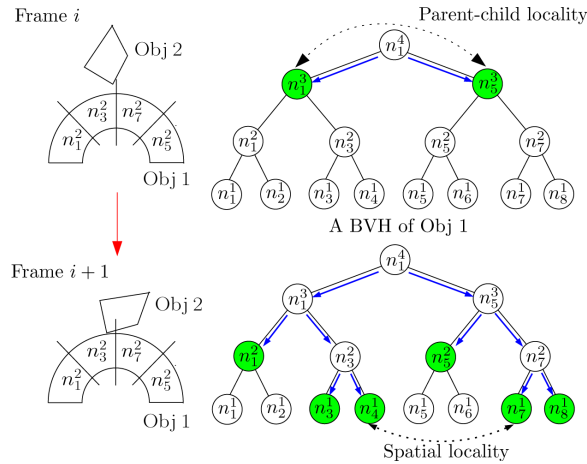 Frame i
Parent-child locality
Obj 2
n_1^4
n_1^3 n_5^3
n_3^2 n_7^2
n_1^2 n_5^2
n_1^2 n_3^2 n_5^2 n_7^2
Obj 1
n_1^1 n_2^1 n_3^1 n_4^1 n_5^1 n_6^1 n_7^1 n_8^1
A BVH of Obj 1
Frame i + 1
n_1^4
Obj 2
n_1^3 n_5^3
n_3^2 n_7^2
n_1^2 n_5^2
n_1^2 n_3^2 n_5^2 n_7^2
Obj 1
n_1^1 n_2^1 n_3^1 n_4^1 n_5^1 n_6^1 n_7^1 n_8^1
Spatial locality